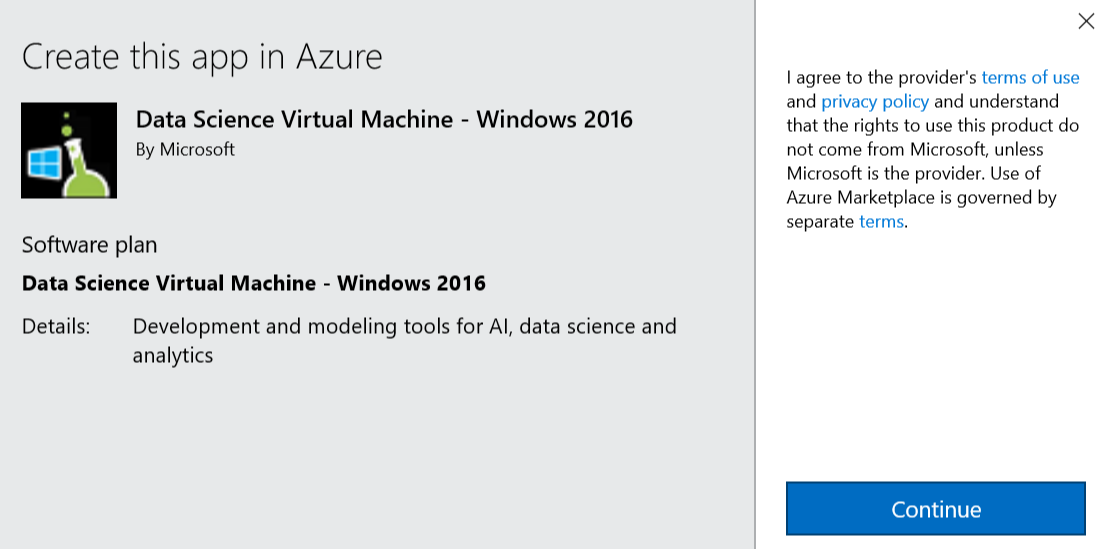 Create this app in Azure
Data Science Virtual Machine - Windows 2016
By Microsoft
Software plan
Data Science Virtual Machine - Windows 2016
Details: Development and modeling tools for AI, data science and
analytics
I agree to the provider's terms of use
and privacy policy and understand
that the rights to use this product do
not come from Microsoft, unless
Microsoft is the provider. Use of
Azure Marketplace is governed by
separate terms.
Continue